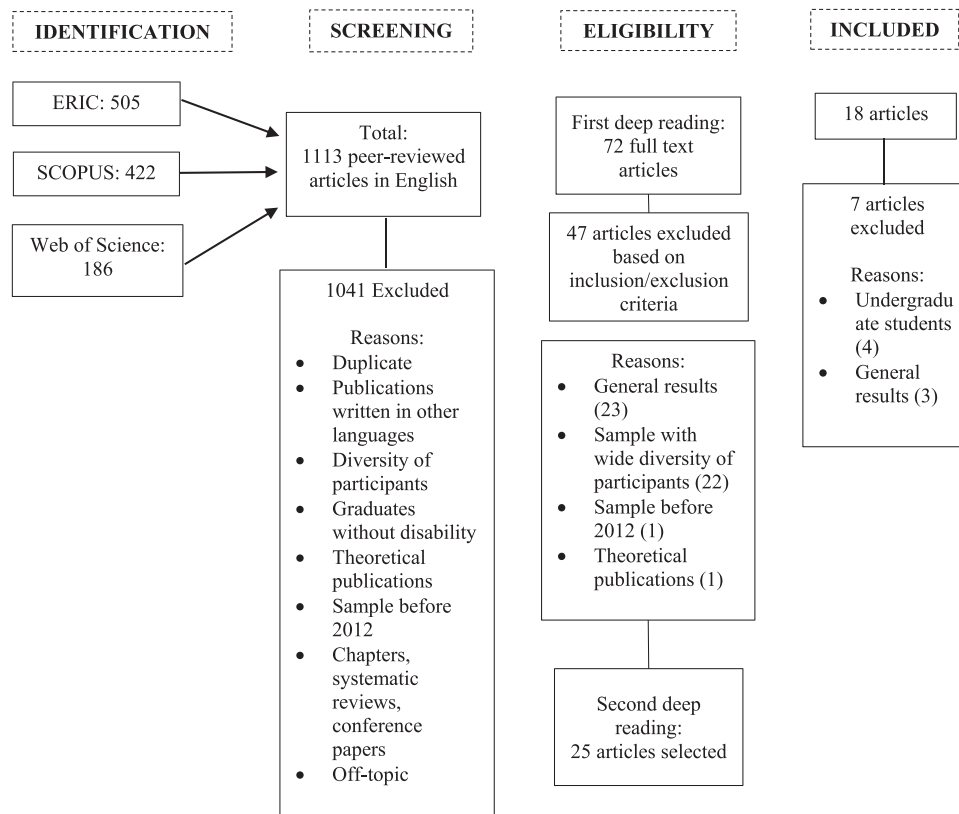 IDENTIFICATION
SCREENING
ELIGIBILITY
INCLUDED
ERIC: 505
SCOPUS: 422
Web of Science:
186
Total:
1113 peer-reviewed
articles in English
1041 Excluded
Reasons:
• Duplicate
• Publications
written in other
languages
• Diversity of
participants
• Graduates
without disability
• Theoretical
publications
• Sample before
2012
• Chapters,
systematic
reviews,
conference
papers
• Off-topic
First deep reading:
72 full text
articles
47 articles excluded
based on
inclusion/exclusion
criteria
Reasons:
• General results
(23)
• Sample with
wide diversity of
participants (22)
• Sample before
2012 (1)
• Theoretical
publications (1)
Second deep
reading:
25 articles selected
18 articles
7 articles
excluded
Reasons:
• Undergradu
ate students
(4)
• General
results (3)